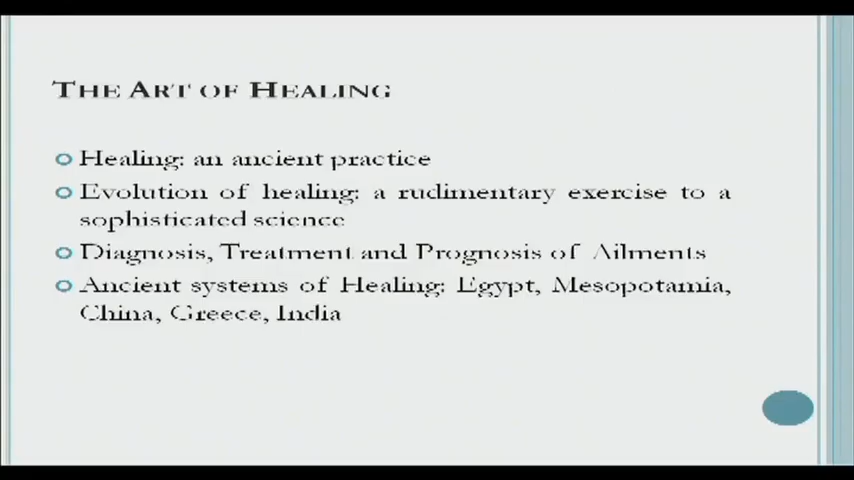 THE ART OF HEALING
Healing: an ancient practice
Evolution of healing: a rudimentary exercise to a
sophisticated science
Diagnosis, Treatment and Prognosis of Ailments
Ancient systems of Healing: Egypt, Mesopotamia,
China, Greece, India